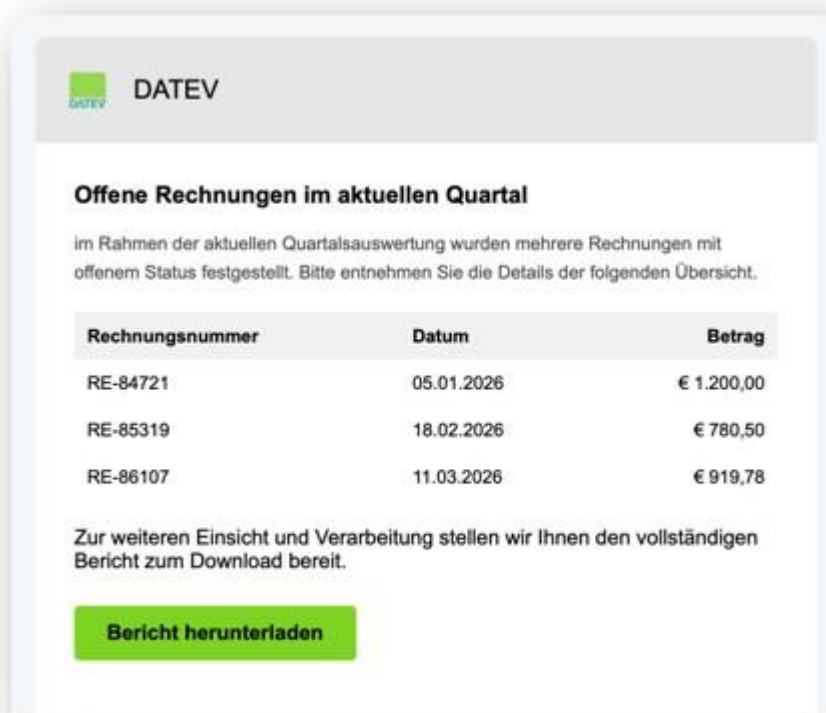 DATEV
DATEV
Offene Rechnungen im aktuellen Quartal
im Rahmen der aktuellen Quartalsauswertung wurden mehrere Rechnungen mit
offenem Status festgestellt. Bitte entnehmen Sie die Details der folgenden Übersicht.
Rechnungsnummer Datum Betrag
RE-84721 05.01.2026 € 1.200,00
RE-85319 18.02.2026 € 780,50
RE-86107 11.03.2026 € 919,78
Zur weiteren Einsicht und Verarbeitung stellen wir Ihnen den vollständigen
Bericht zum Download bereit.
Bericht herunterladen